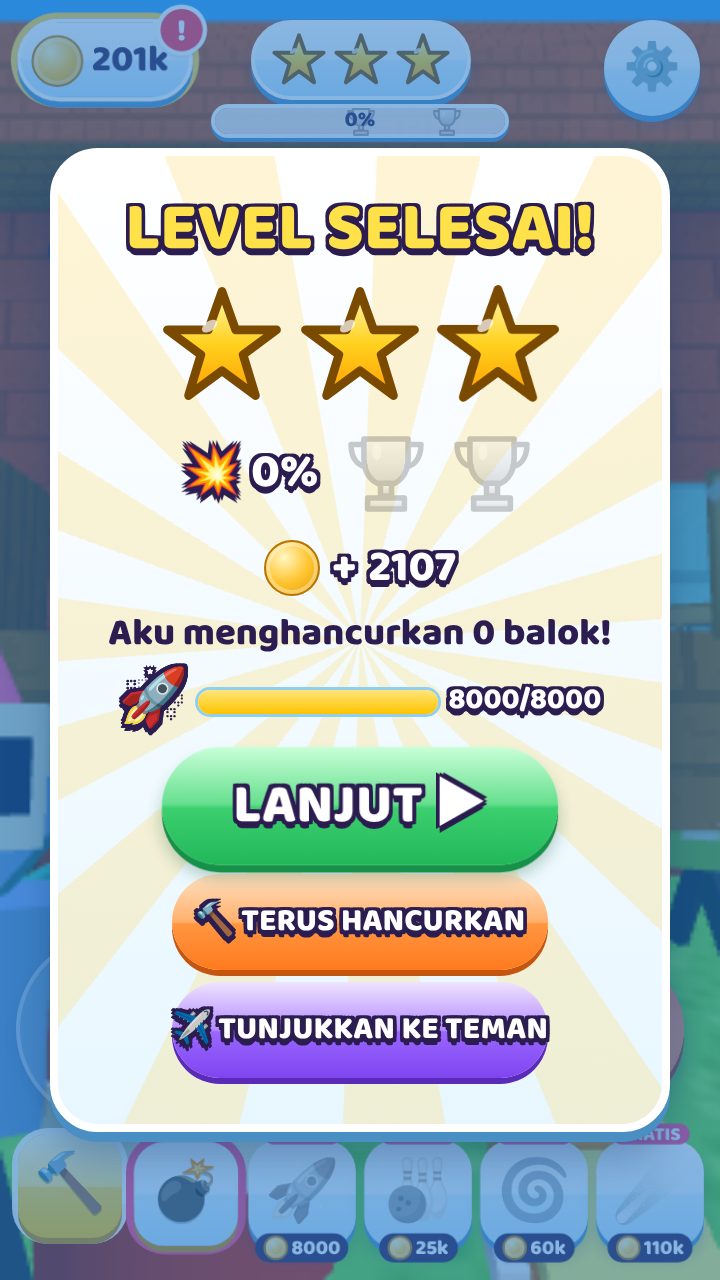 201k
!
0%
LEVEL SELESAI!
0%
+ 2107
Aku menghancurkan 0 balok!
8000/8000
LANJUT
TERUS HANCURKAN
TUNJUKKAN KE TEMAN
8000
25k
60k
110k